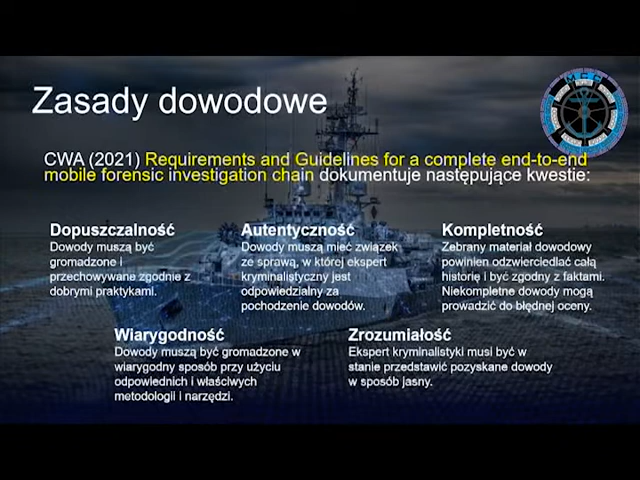 Zasady dowodowe
CWA (2021) Requirements and Guidelines for a complete end-to-end
mobile forensic investigation chain dokumentuje następujące kwestie:
Dopuszczalność
Dowody muszą być
gromadzone i
przechowywane zgodnie z
dobrymi praktykami.
Autentyczność
Dowody muszą mieć związek
ze sprawą, w której ekspert
kryminalistyczny jest
odpowiedzialny za
pochodzenie dowodów.
Kompletność
Zebrany materiał dowodowy
powinien odzwierciedlać całą
historię i być zgodny z faktami.
Niekompletne dowody mogą
prowadzić do błędnej oceny.
Wiarygodność
Dowody muszą być gromadzone w
wiarygodny sposób przy użyciu
odpowiednich i właściwych
metodologii i narzędzi.
Zrozumiałość
Ekspert kryminalistyki musi być w
stanie przedstawić pozyskane dowody
w sposób jasny.